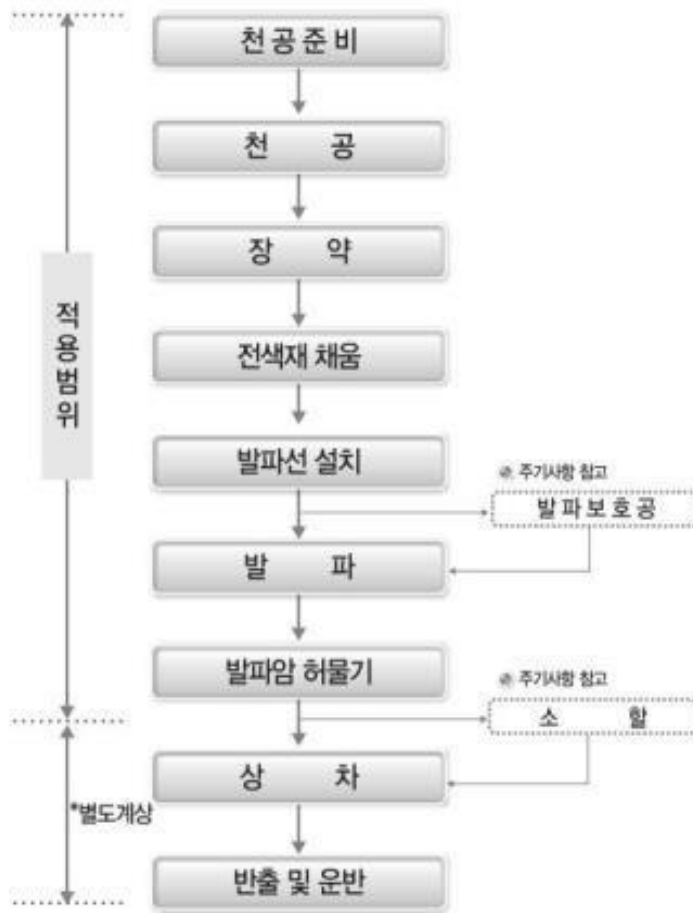 천 공 준 비
천 공
장 약
적용범위
전색재 채움
발파선 설치
※ 주기사항 참고
발 파 보 호 공
발 파
발파암 허물기
※ 주기사항 참고
소 할
상 차
*별도계상
반출 및 운반